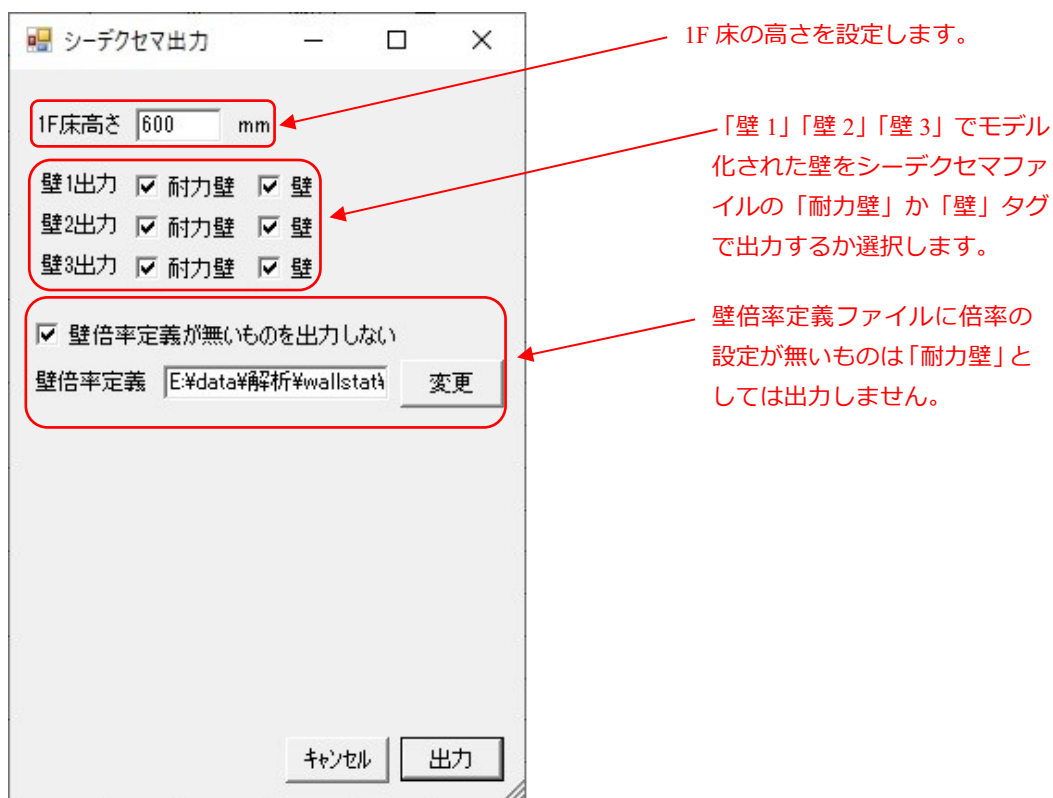 シーデクセマ出力
1F床高さ 600 mm
壁1出力 耐力壁 壁
壁2出力 耐力壁 壁
壁3出力 耐力壁 壁
壁倍率定義が無いものを出力しない
壁倍率定義 E:¥data¥解析¥wallstat¥ 変更
キャンセル 出力
1F 床の高さを設定します。
「壁 1」「壁 2」「壁 3」でモデル
化された壁をシーデクセマファ
イルの「耐力壁」か「壁」タグ
で出力するか選択します。
壁倍率定義ファイルに倍率の
設定が無いものは「耐力壁」と
しては出力しません。